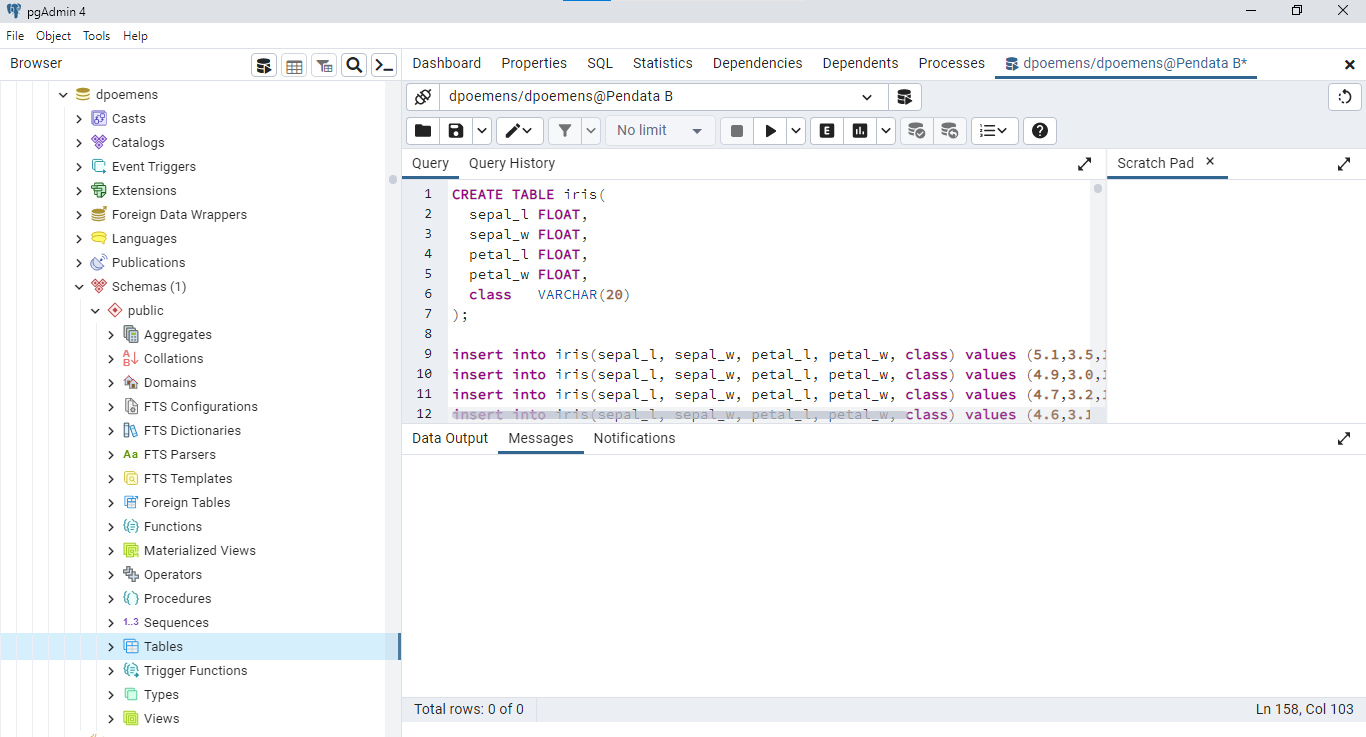 pgAdmin 4
File Object Tools Help
Browser
Dashboard Properties SQL Statistics Dependencies Dependents Processes dpoemens/dpoemens@Pendata B*
dpoemens
Casts
Catalogs
Event Triggers
Extensions
Foreign Data Wrappers
Languages
Publications
Schemas (1)
public
Aggregates
Collations
Domains
FTS Configurations
FTS Dictionaries
Aa FTS Parsers
FTS Templates
Foreign Tables
Functions
Materialized Views
Operators
Procedures
1..3 Sequences
Tables
Trigger Functions
Types
Views
dpoemens/dpoemens@Pendata B
No limit
E
Query Query History
Scratch Pad
1 CREATE TABLE iris(
2 sepal_l FLOAT,
3 sepal_w FLOAT,
4 petal_l FLOAT,
5 petal_w FLOAT,
6 class VARCHAR(20)
7 );
8
9 insert into iris(sepal_l, sepal_w, petal_l, petal_w, class) values (5.1,3.5,
10 insert into iris(sepal_l, sepal_w, petal_l, petal_w, class) values (4.9,3.0,
11 insert into iris(sepal_l, sepal_w, petal_l, petal_w, class) values (4.7,3.2,
12 insert into iris(sepal_l, sepal_w, petal_l, petal_w, class) values (4.6,3.1
Data Output Messages Notifications
Total rows: 0 of 0
Ln 158, Col 103